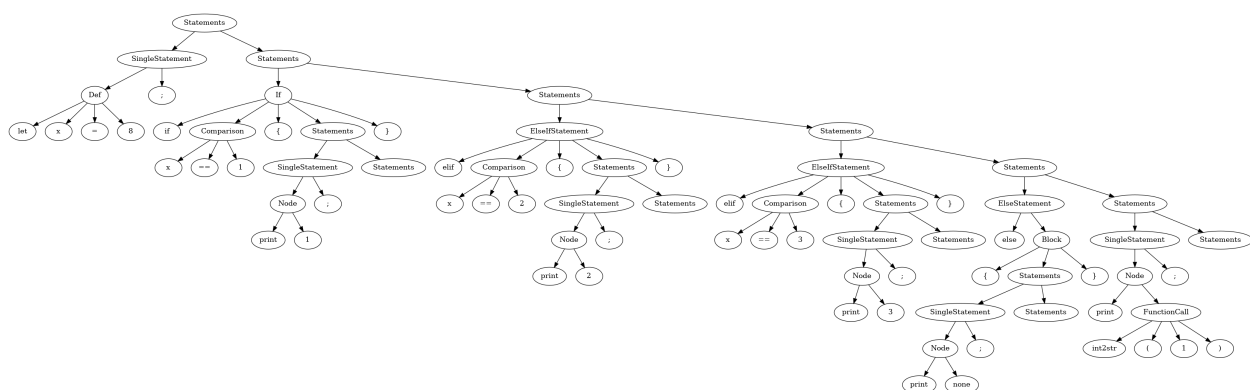 Statements
SingleStatement Statements
Def ; If Statements
let x = 8 if Comparison { Statements } ElseIfStatement Statements
x == 1 SingleStatement Statements elif Comparison { Statements } ElseIfStatement Statements
Node ; x == 2 SingleStatement Statements elif Comparison { Statements } ElseStatement Statements
print 1 Node ; x == 3 SingleStatement Statements else Block SingleStatement Statements
print 2 Node ; { Statements } Node ;
print 3 SingleStatement Statements print FunctionCall
Node ; int2str ( 1 )
print none